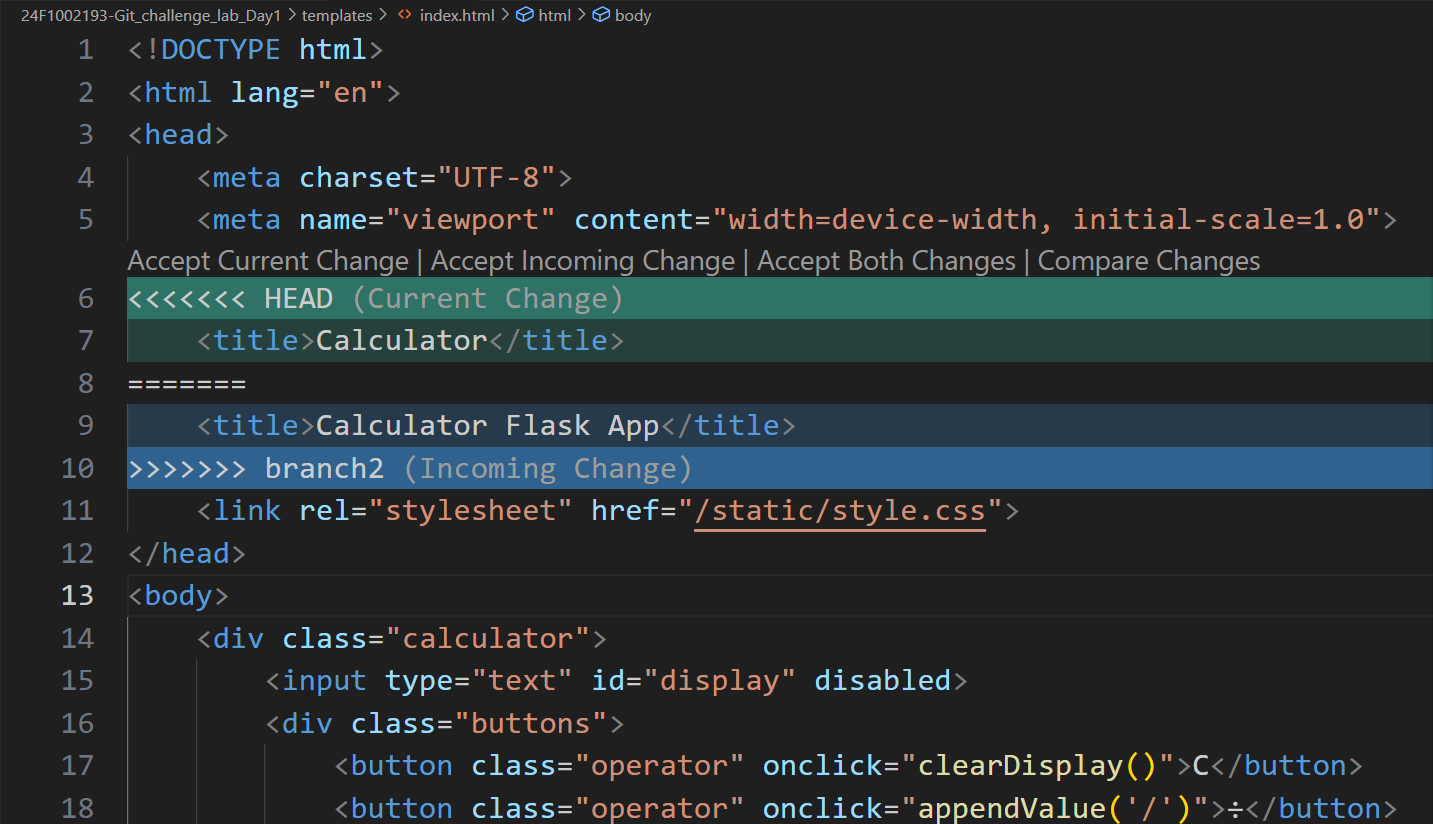 24F1002193-Git_challenge_lab_Day1 > templates > <> index.html > html > body
1 <!DOCTYPE html>
2 <html lang="en">
3 <head>
4     <meta charset="UTF-8">
5     <meta name="viewport" content="width=device-width, initial-scale=1.0">
Accept Current Change | Accept Incoming Change | Accept Both Changes | Compare Changes
6 <<<<<<< HEAD (Current Change)
7     <title>Calculator</title>
8 =======
9     <title>Calculator Flask App</title>
10 >>>>>>> branch2 (Incoming Change)
11     <link rel="stylesheet" href="/static/style.css">
12 </head>
13 <body>
14     <div class="calculator">
15         <input type="text" id="display" disabled>
16         <div class="buttons">
17             <button class="operator" onclick="clearDisplay()">C</button>
18             <button class="operator" onclick="appendValue('/')">÷</button>